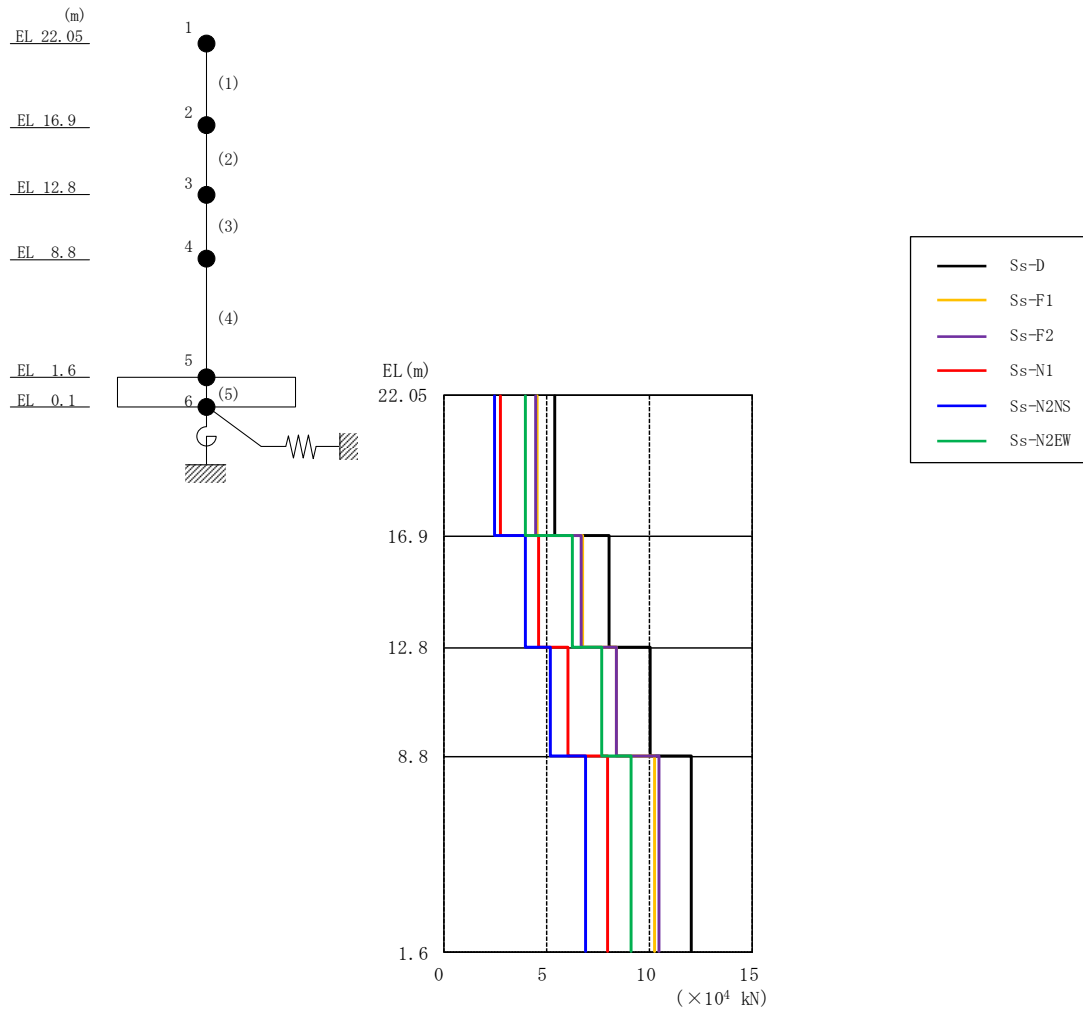 (m)
EL 22.05
1
(1)
EL 16.9
2
(2)
EL 12.8
3
(3)
EL 8.8
4
(4)
EL 1.6
5
(5)
EL 0.1
6
Ss-D
Ss-F1
Ss-F2
Ss-N1
Ss-N2NS
Ss-N2EW
EL(m)
22.05
16.9
12.8
8.8
1.6
0 5 10 15
(×10⁴ kN)